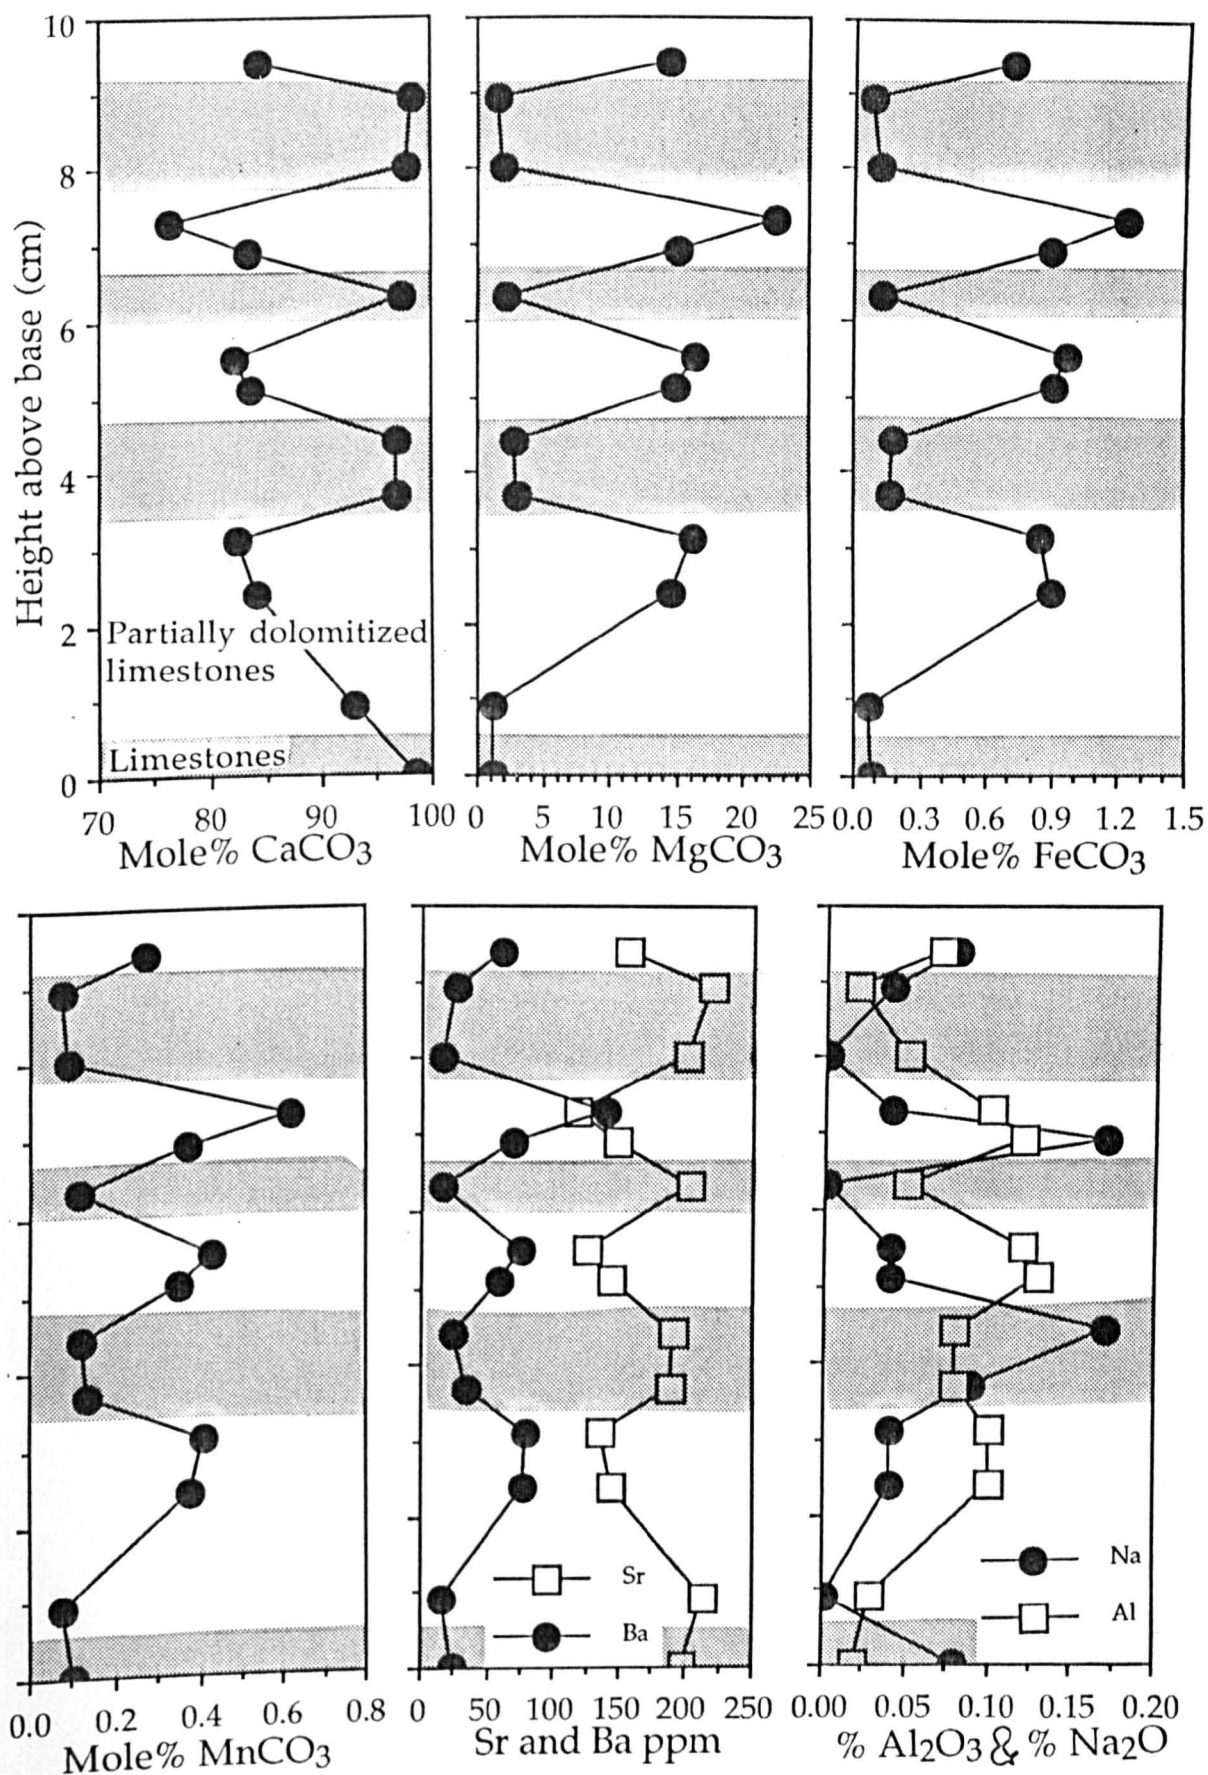 10
8
6
4
2
0
Height above base (cm)
Partially dolomitized
limestones
Limestones
70 80 90 100
Mole% CaCO3
0 5 10 15 20 25
Mole% MgCO3
0.0 0.3 0.6 0.9 1.2 1.5
Mole% FeCO3
0.0 0.2 0.4 0.6 0.8
Mole% MnCO3
Sr
Ba
0 50 100 150 200 250
Sr and Ba ppm
Na
Al
0.00 0.05 0.10 0.15 0.20
% Al2O3 & % Na2O